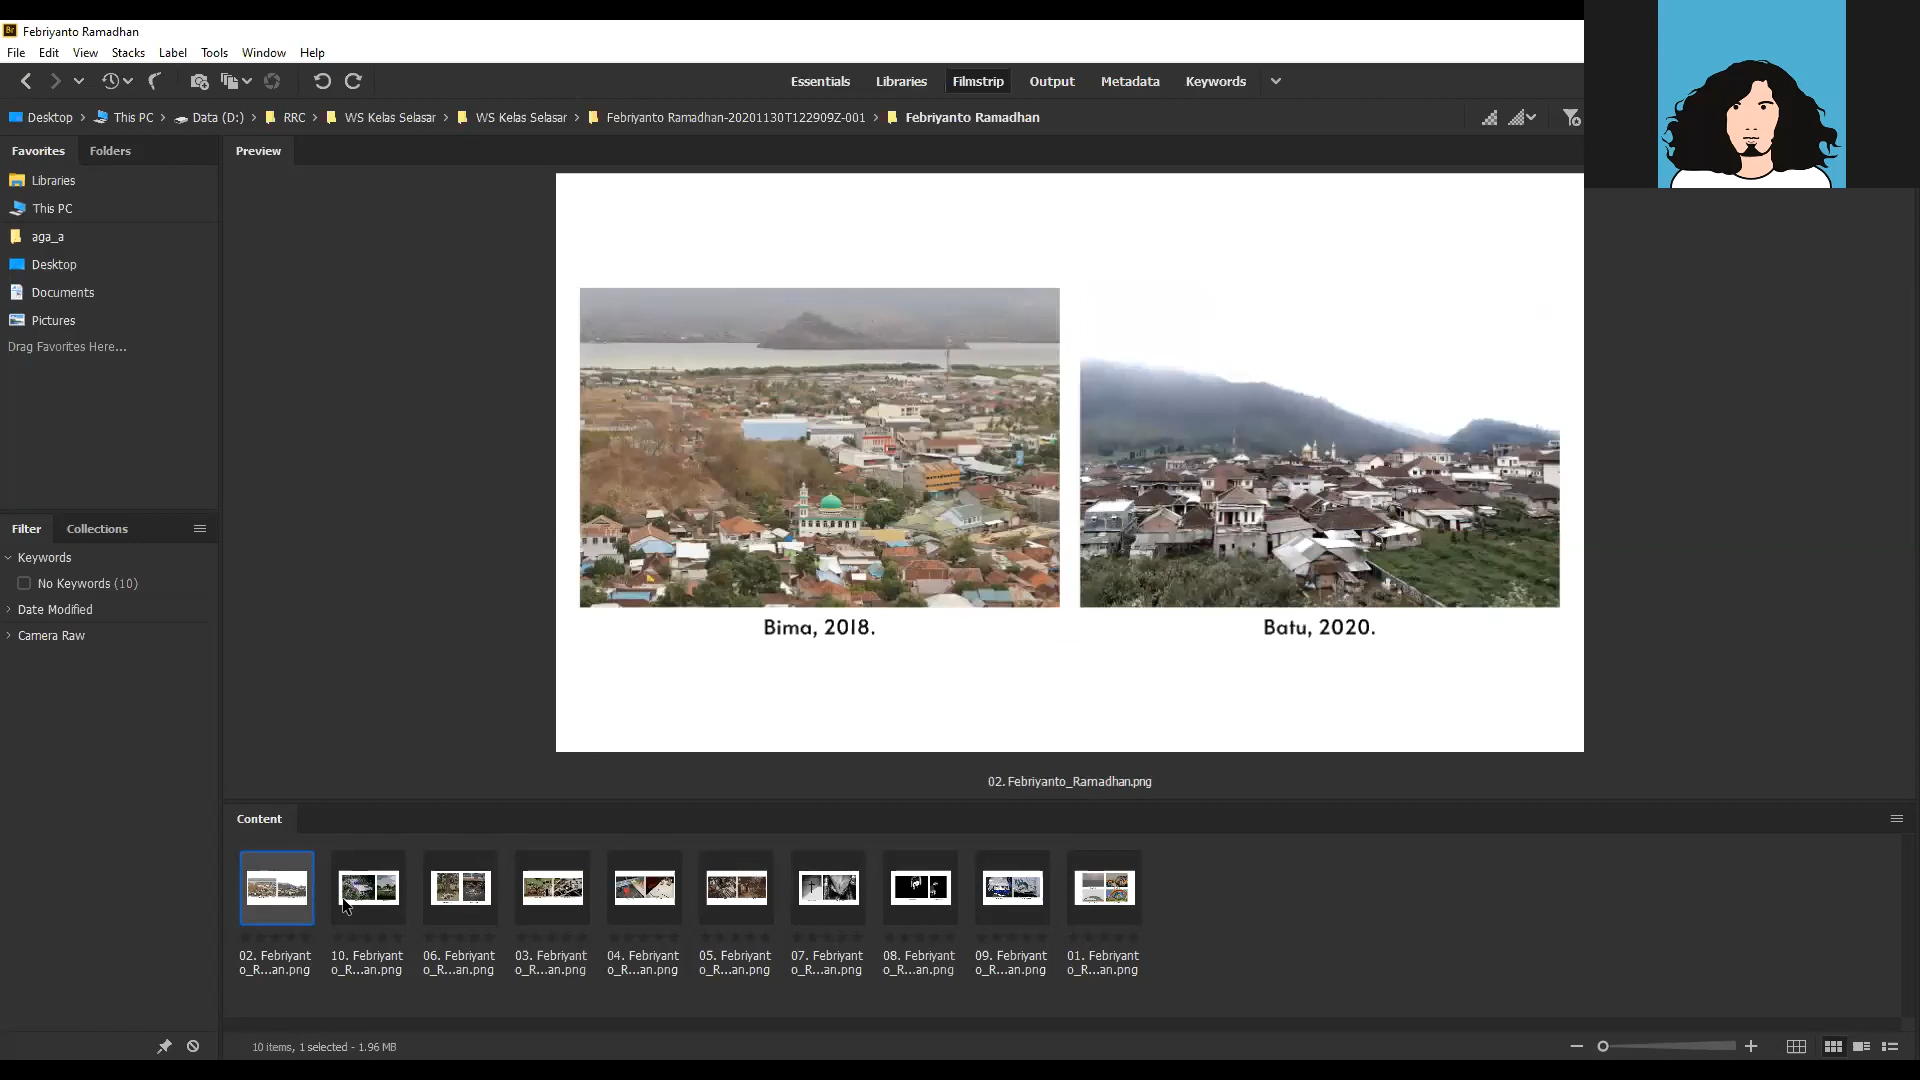 Br Febriyanto Ramadhan
File Edit View Stacks Label Tools Window Help
Essentials Libraries Filmstrip Output Metadata Keywords
Desktop This PC Data (D:) RRC WS Kelas Selasar WS Kelas Selasar Febriyanto Ramadhan-20201130T122909Z-001 Febriyanto Ramadhan
Favorites Folders
Preview
Libraries
This PC
aga_a
Desktop
Documents
Pictures
Drag Favorites Here...
Filter Collections
Keywords
No Keywords (10)
Date Modified
Camera Raw
Bima, 2018.
Batu, 2020.
02. Febriyanto_Ramadhan.png
Content
02. Febriyant
o_R...an.png
10. Febriyant
o_R...an.png
06. Febriyant
o_R...an.png
03. Febriyant
o_R...an.png
04. Febriyant
o_R...an.png
05. Febriyant
o_R...an.png
07. Febriyant
o_R...an.png
08. Febriyant
o_R...an.png
09. Febriyant
o_R...an.png
01. Febriyant
o_R...an.png
10 items, 1 selected - 1.96 MB